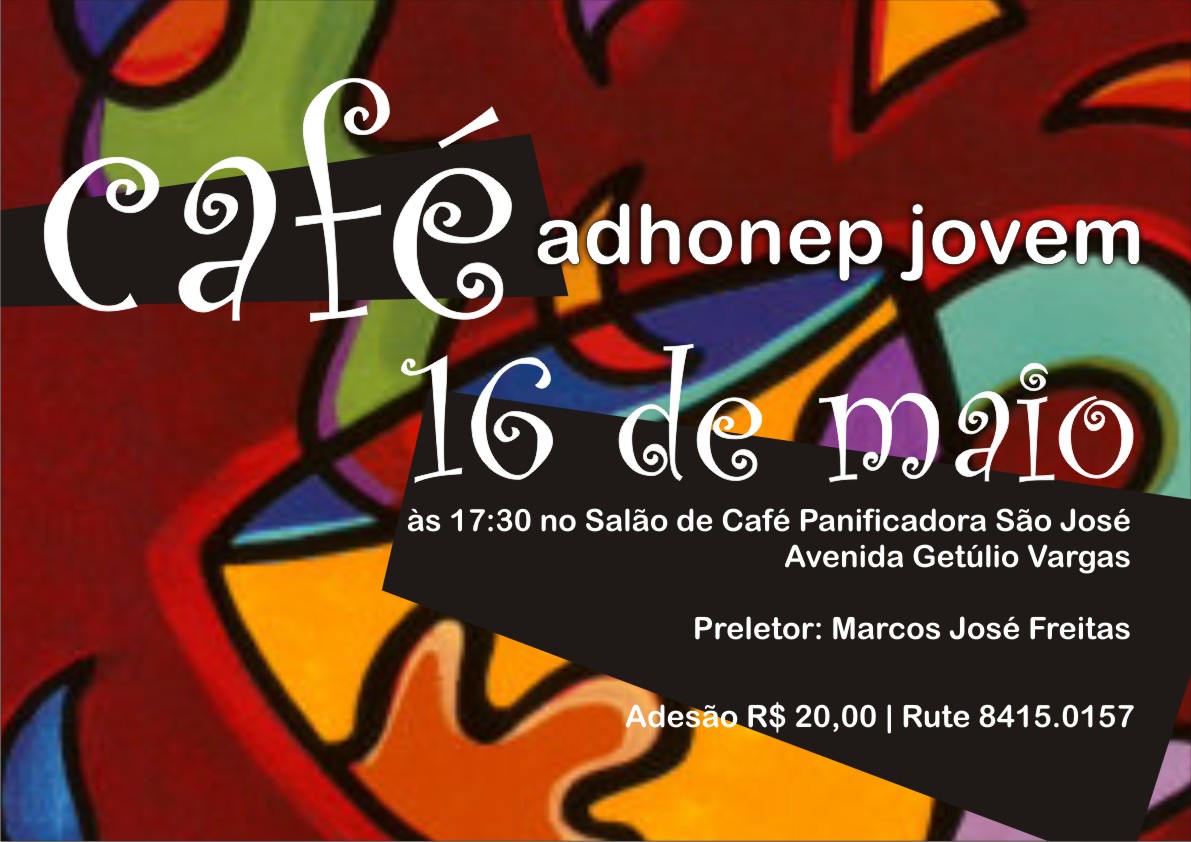 café
adhonep jovem
16 de maio
às 17:30 no Salão de Café Panificadora São José
Avenida Getúlio Vargas
Preletor: Marcos José Freitas
Adesão R$ 20,00 | Rute 8415.0157